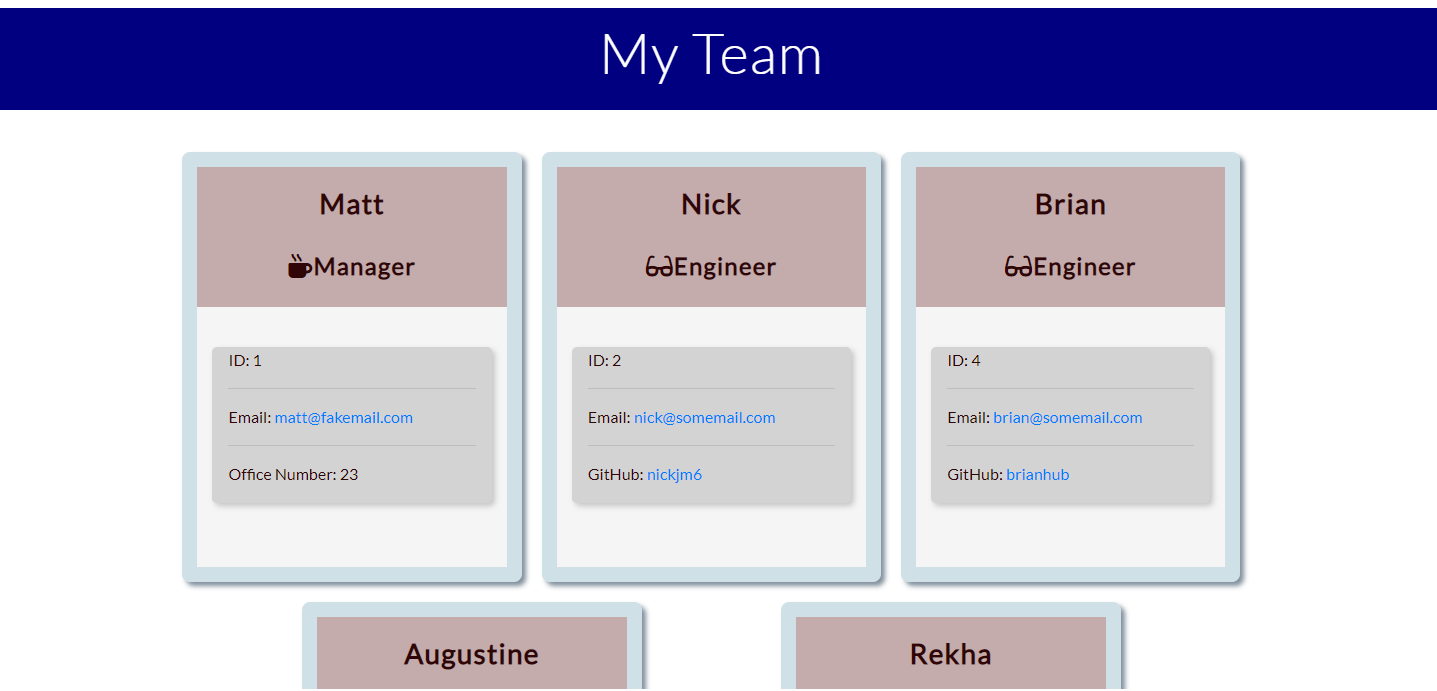 My Team
Matt
Manager
ID: 1
Email: matt@fakemail.com
Office Number: 23
Nick
Engineer
ID: 2
Email: nick@somemail.com
GitHub: nickjm6
Brian
Engineer
ID: 4
Email: brian@somemail.com
GitHub: brianhub
Augustine
Rekha